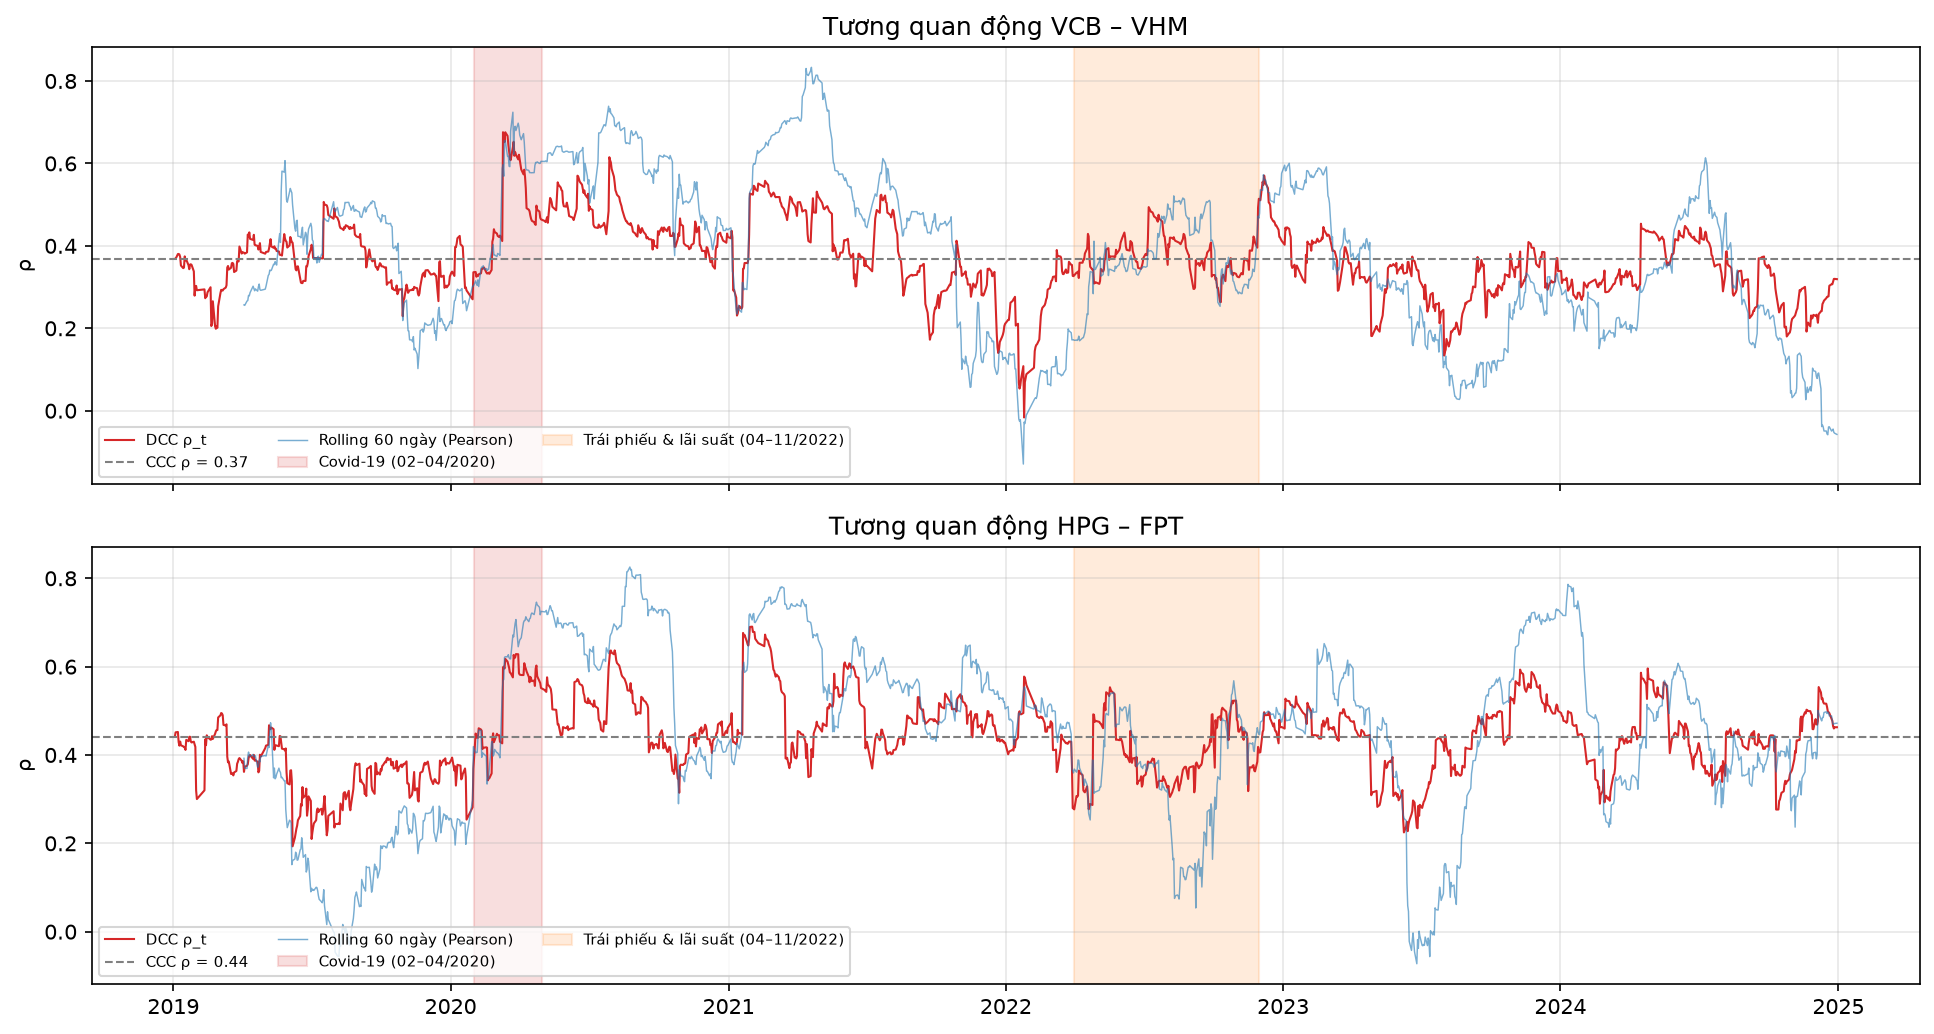 Tương quan động VCB – VHM
0.8
0.6
0.4
0.2
0.0
ρ
DCC ρ_t
CCC ρ = 0.37
Rolling 60 ngày (Pearson)
Covid-19 (02–04/2020)
Trái phiếu & lãi suất (04–11/2022)
Tương quan động HPG – FPT
0.8
0.6
0.4
0.2
0.0
ρ
DCC ρ_t
CCC ρ = 0.44
Rolling 60 ngày (Pearson)
Covid-19 (02–04/2020)
Trái phiếu & lãi suất (04–11/2022)
2019 2020 2021 2022 2023 2024 2025